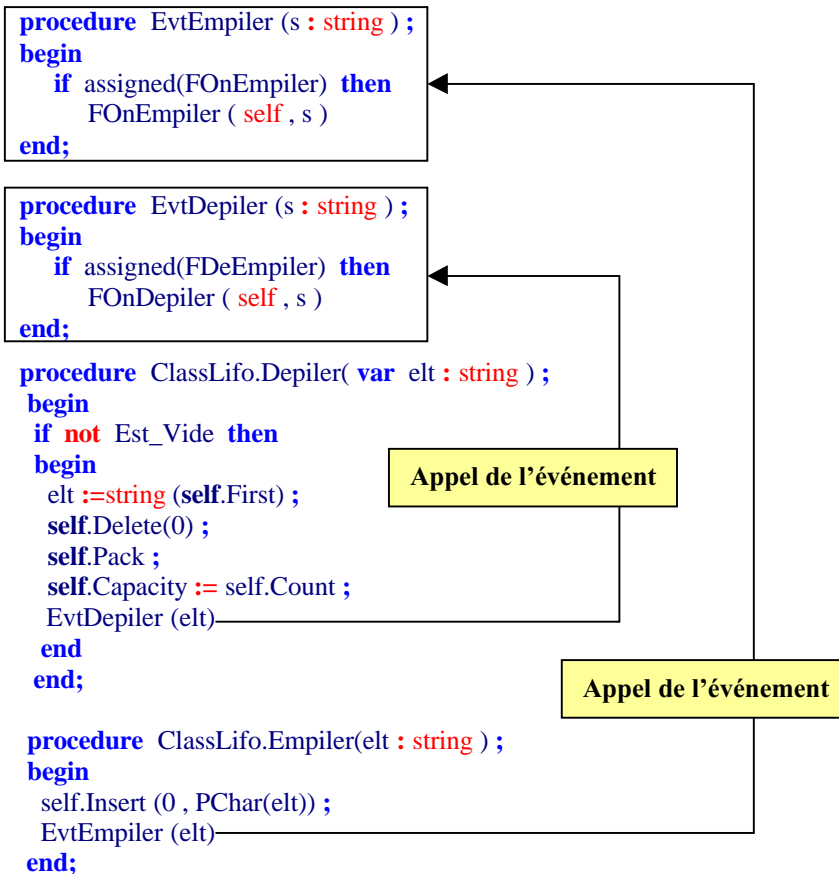 procedure EvtEmpiler (s : string ) ;
begin
if assigned(FOnEmpiler) then
FOnEmpiler ( self , s )
end;
procedure EvtDepiler (s : string ) ;
begin
if assigned(FDeEmpiler) then
FOnDepiler ( self , s )
end;
procedure ClassLifo.Depiler( var elt : string ) ;
begin
if not Est_Vide then
begin
elt :=string (self.First) ;
self.Delete(0) ;
self.Pack ;
self.Capacity := self.Count ;
EvtDepiler (elt)
end
end;
Appel de l’événement
procedure ClassLifo.Empiler(elt : string ) ;
begin
self.Insert (0 , PChar(elt)) ;
EvtEmpiler (elt)
end;
Appel de l’événement